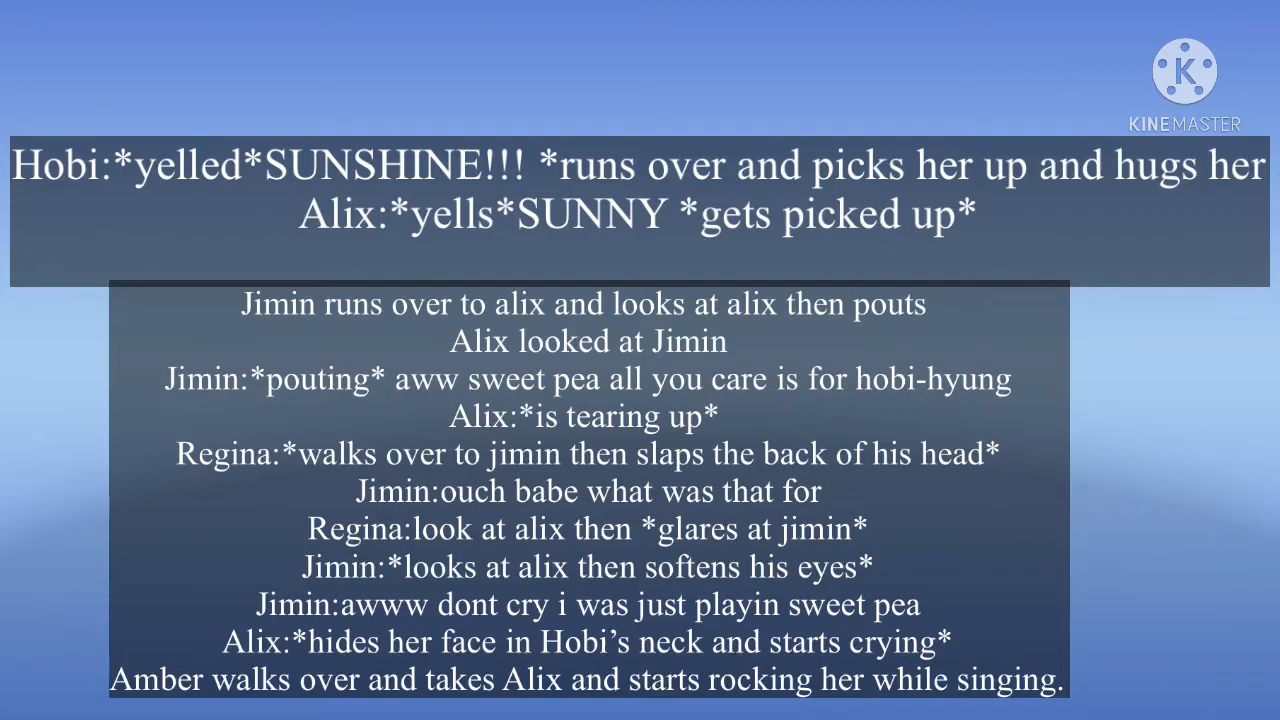 K
KINEMASTER
Hobi:*yelled*SUNSHINE!!! *runs over and picks her up and hugs her
Alix:*yells*SUNNY *gets picked up*
Jimin runs over to alix and looks at alix then pouts
Alix looked at Jimin
Jimin:*pouting* aww sweet pea all you care is for hobi-hyung
Alix:*is tearing up*
Regina:*walks over to jimin then slaps the back of his head*
Jimin:ouch babe what was that for
Regina:look at alix then *glares at jimin*
Jimin:*looks at alix then softens his eyes*
Jimin:awww dont cry i was just playin sweet pea
Alix:*hides her face in Hobi’s neck and starts crying*
Amber walks over and takes Alix and starts rocking her while singing.